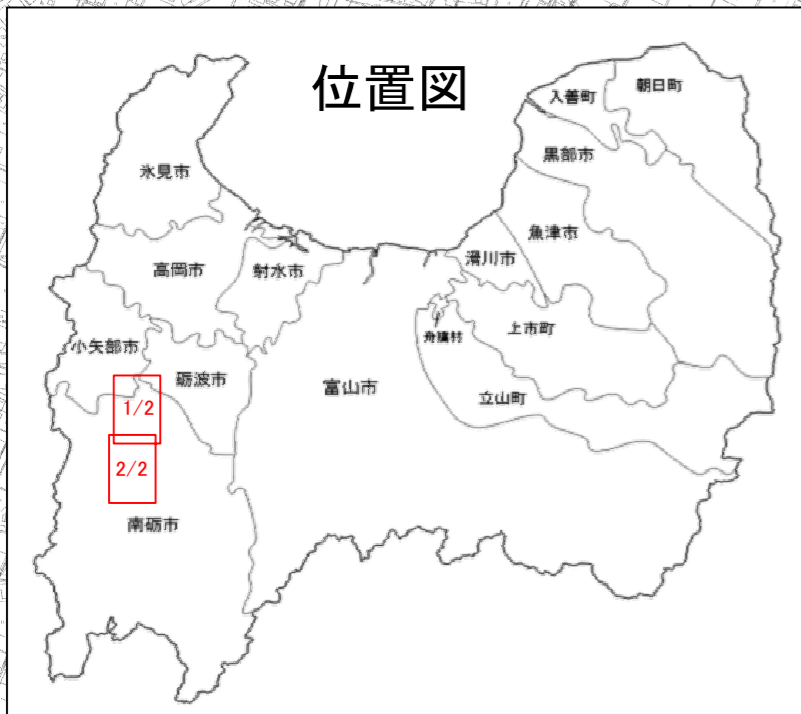 位置図
入善町
朝日町
黒部市
氷見市
魚津市
滑川市
高岡市
射水市
上市町
舟橋村
小矢部市
砺波市
富山市
立山町
1/2
2/2
南砺市